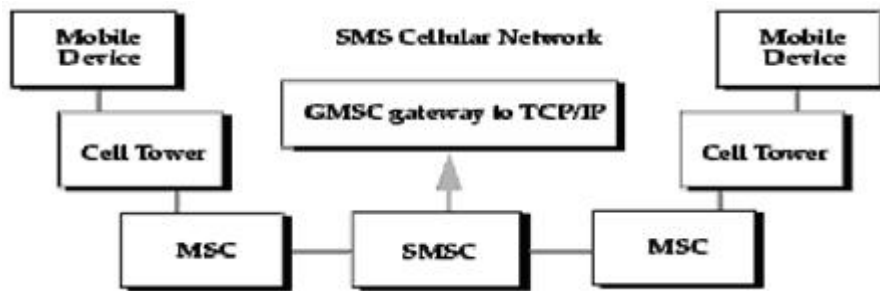 Mobile
Device
SMS Cellular Network
Mobile
Device
GMSC gateway to TCP/IP
Cell Tower
Cell Tower
MSC
SMSC
MSC